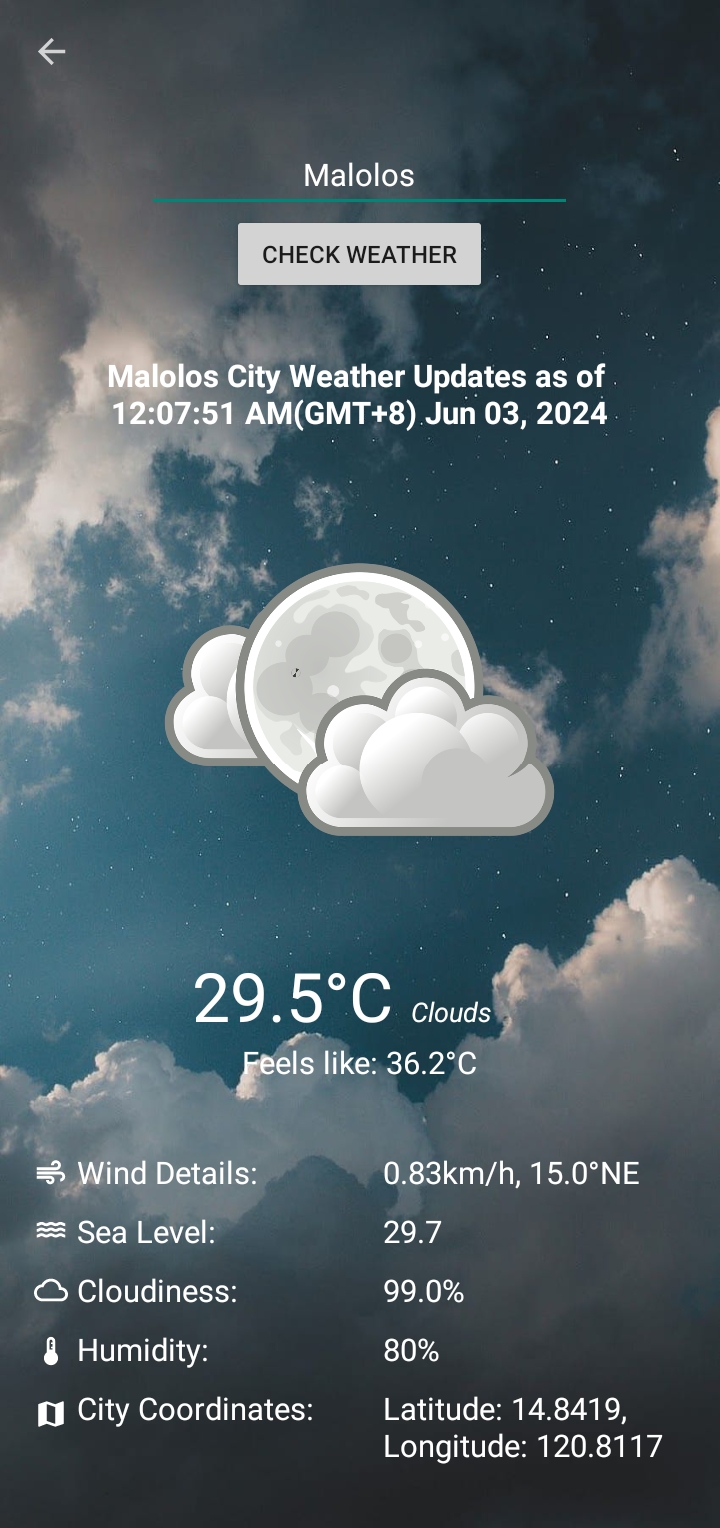 Malolos
CHECK WEATHER
Malolos City Weather Updates as of
12:07:51 AM(GMT+8) Jun 03, 2024
29.5°C Clouds
Feels like: 36.2°C
Wind Details: 0.83km/h, 15.0°NE
Sea Level: 29.7
Cloudiness: 99.0%
Humidity: 80%
City Coordinates: Latitude: 14.8419,
Longitude: 120.8117